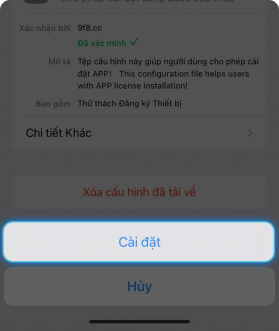 Xác nhận bởi 9f8.cc
Đã xác minh ✓
Mô tả Tệp cấu hình này giúp người dùng cho phép cài
đặt APP! This configuration file helps users
with APP license installation!
Bao gồm Thử thách Đăng ký Thiết bị
Chi tiết Khác
Xóa cấu hình đã tải về
Cài đặt
Hủy